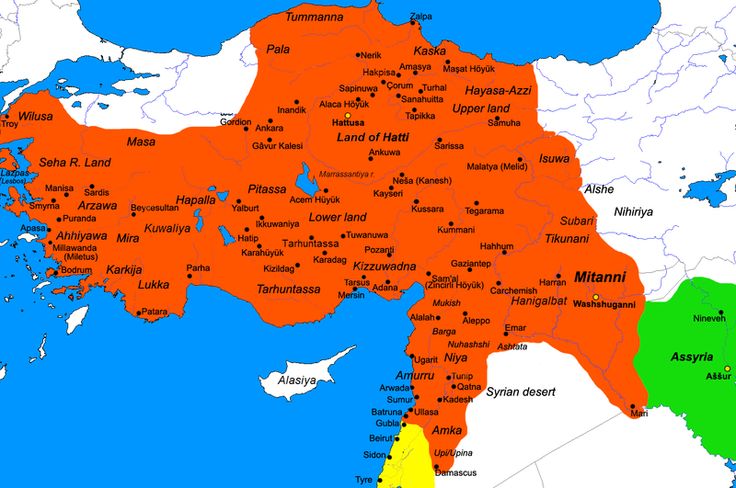 Tummanna
Zalpa
Pala
Kaska
Nerik
Amasya
Hakpisa
Maşat Höyük
Sapinuwa
Çorum
Turhal
Hayasa-Azzi
Alaca Höyük
Sanahuitta
Inandik
Tapikka
Upper land
Wilusa
Troy
Hattusa
Samuha
Gordion
Ankara
Land of Hatti
Masa
Gâvur Kalesi
Sarissa
Isuwa
Ankuwa
Malatya (Melid)
Seha R. Land
Lazpas
(Lesbos)
Marrassantiya r.
Alshe
Manisa
Sardis
Pitassa
Neša (Kanesh)
Kayseri
Nihiriya
Smyrna
Arzawa
Hapalla
Acem Hüyük
Beycesultan
Yalburt
Kussara
Tegarama
Puranda
Ikkuwaniya
Lower land
Subari
Apasa
Kuwaliya
Kummani
Ahhiyawa
Mira
Hatip
Tuwanuwa
Tikunani
Millawanda
(Miletus)
Tarhuntassa
Karahüyük
Karadag
Pozanti
Hahhum
Bodrum
Karkija
Parha
Kizildag
Kizzuwadna
Gaziantep
Mitanni
Lukka
Tarsus
Sam'al
(Zincirli Höyük)
Harran
Tarhuntassa
Mersin
Adana
Carchemish
Hanigalbat
Washshuganni
Patara
Mukish
Alalah
Aleppo
Nineveh
Barga
Emar
Nuhashshi
Ashtata
Assyria
Ugarit
Niya
Aššur
Alasiya
Amurru
Tunip
Arwada
Qatna
Syrian desert
Sumur
Kadesh
Batruna
Ullasa
Mari
Gubla
Amka
Beirut
Upi/Upina
Sidon
Damascus
Tyre